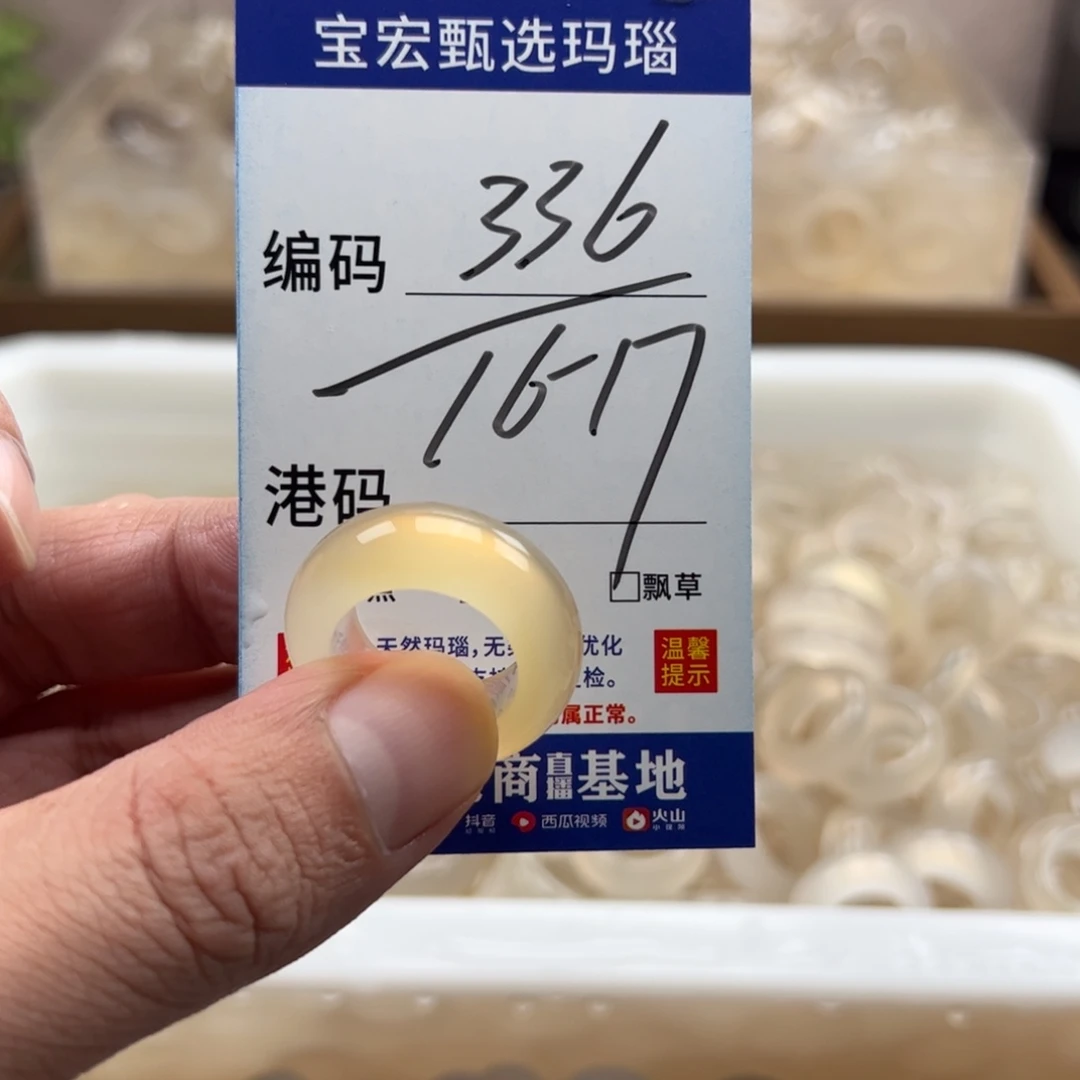 宝宏甄选玛瑙
编码 336
港码 16-17
飘草
天然玛瑙,无
优化
检。
温馨
提示
属正常。
商直播基地
抖音 西瓜视频 火山